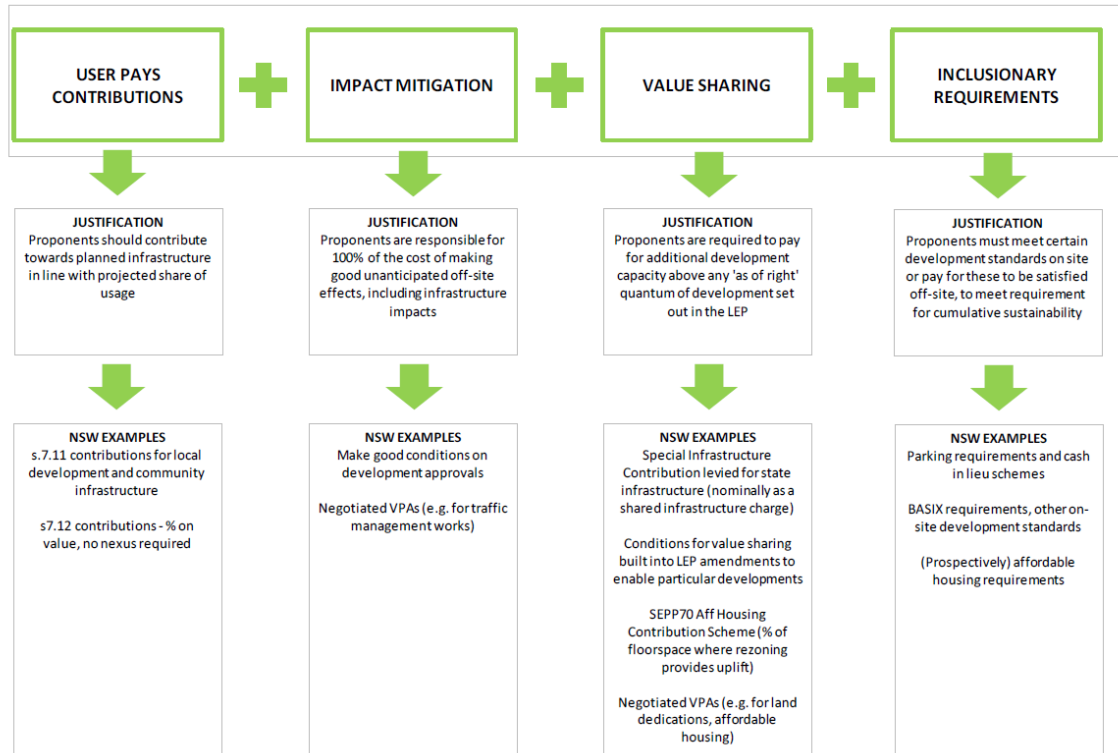 USER PAYS
CONTRIBUTIONS
IMPACT MITIGATION
VALUE SHARING
INCLUSIONARY
REQUIREMENTS
JUSTIFICATION
Proponents should contribute
towards planned infrastructure
in line with projected share of
usage
JUSTIFICATION
Proponents are responsible for
100% of the cost of making
good unanticipated off-site
effects, including infrastructure
impacts
JUSTIFICATION
Proponents are required to pay
for additional development
capacity above any 'as of right'
quantum of development set
out in the LEP
JUSTIFICATION
Proponents must meet certain
development standards on site
or pay for these to be satisfied
off-site, to meet requirement
for cumulative sustainability
NSW EXAMPLES
s.7.11 contributions for local
development and community
infrastructure
s7.12 contributions - % on
value, no nexus required
NSW EXAMPLES
Make good conditions on
development approvals
Negotiated VPAs (e.g. for traffic
management works)
NSW EXAMPLES
Special Infrastructure
Contribution levied for state
infrastructure (nominally as a
shared infrastructure charge)
Conditions for value sharing
built into LEP amendments to
enable particular developments
SEPP70 Aff Housing
Contribution Scheme (% of
floorspace where rezoning
provides uplift)
Negotiated VPAs (e.g. for land
dedications, affordable
housing)
NSW EXAMPLES
Parking requirements and cash
in lieu schemes
BASIX requirements, other on-
site development standards
(Prospectively) affordable
housing requirements